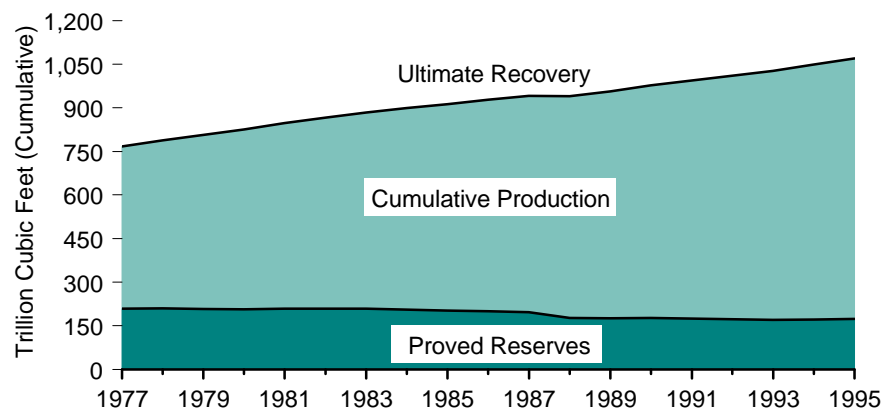 Trillion Cubic Feet (Cumulative)
1,200
1,050
900
750
600
450
300
150
0
Ultimate Recovery
Cumulative Production
Proved Reserves
1977 1979 1981 1983 1985 1987 1989 1991 1993 1995